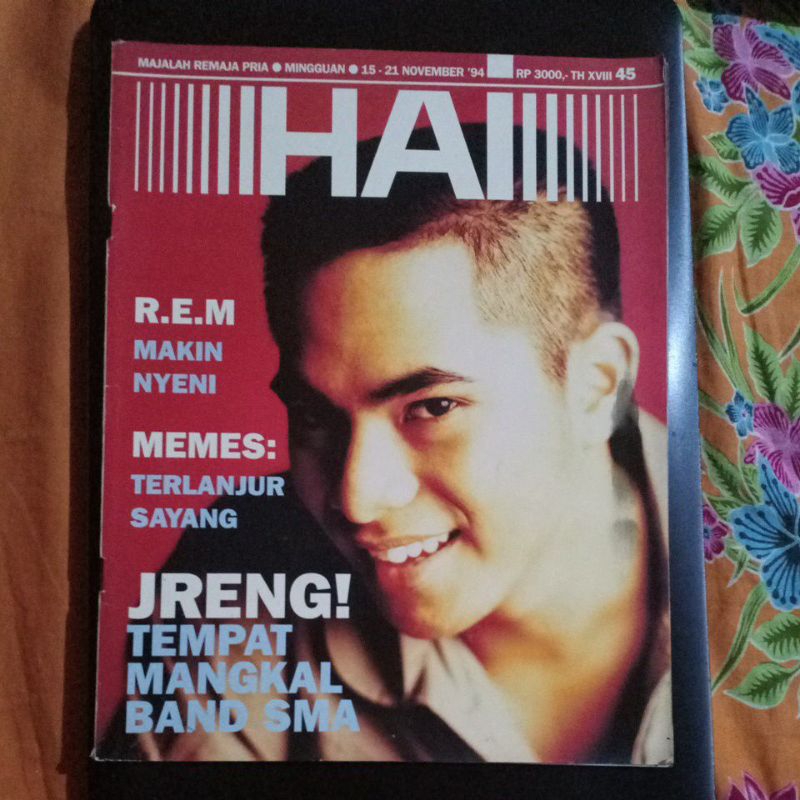 MAJALAH REMAJA PRIA ● MINGGUAN ● 15 - 21 NOVEMBER '94 RP 3000,- TH XVIII 45
HAI
R.E.M
MAKIN
NYENI
MEMES:
TERLANJUR
SAYANG
JRENG!
TEMPAT
MANGKAL
BAND SMA